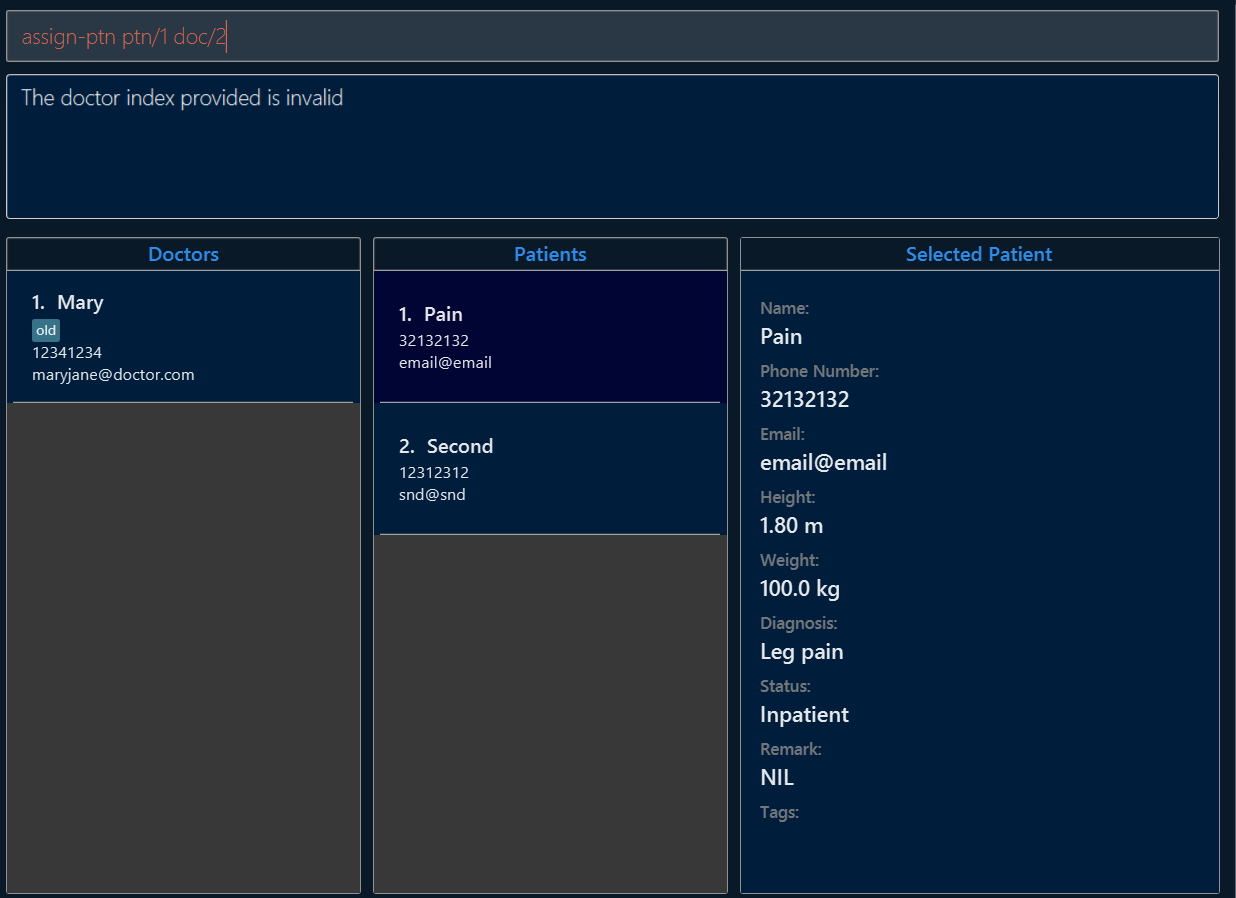 assign-ptn ptn/1 doc/2
The doctor index provided is invalid
Doctors
1. Mary
old
12341234
maryjane@doctor.com
Patients
1. Pain
32132132
email@email
2. Second
12312312
snd@snd
Selected Patient
Name:
Pain
Phone Number:
32132132
Email:
email@email
Height:
1.80 m
Weight:
100.0 kg
Diagnosis:
Leg pain
Status:
Inpatient
Remark:
NIL
Tags: